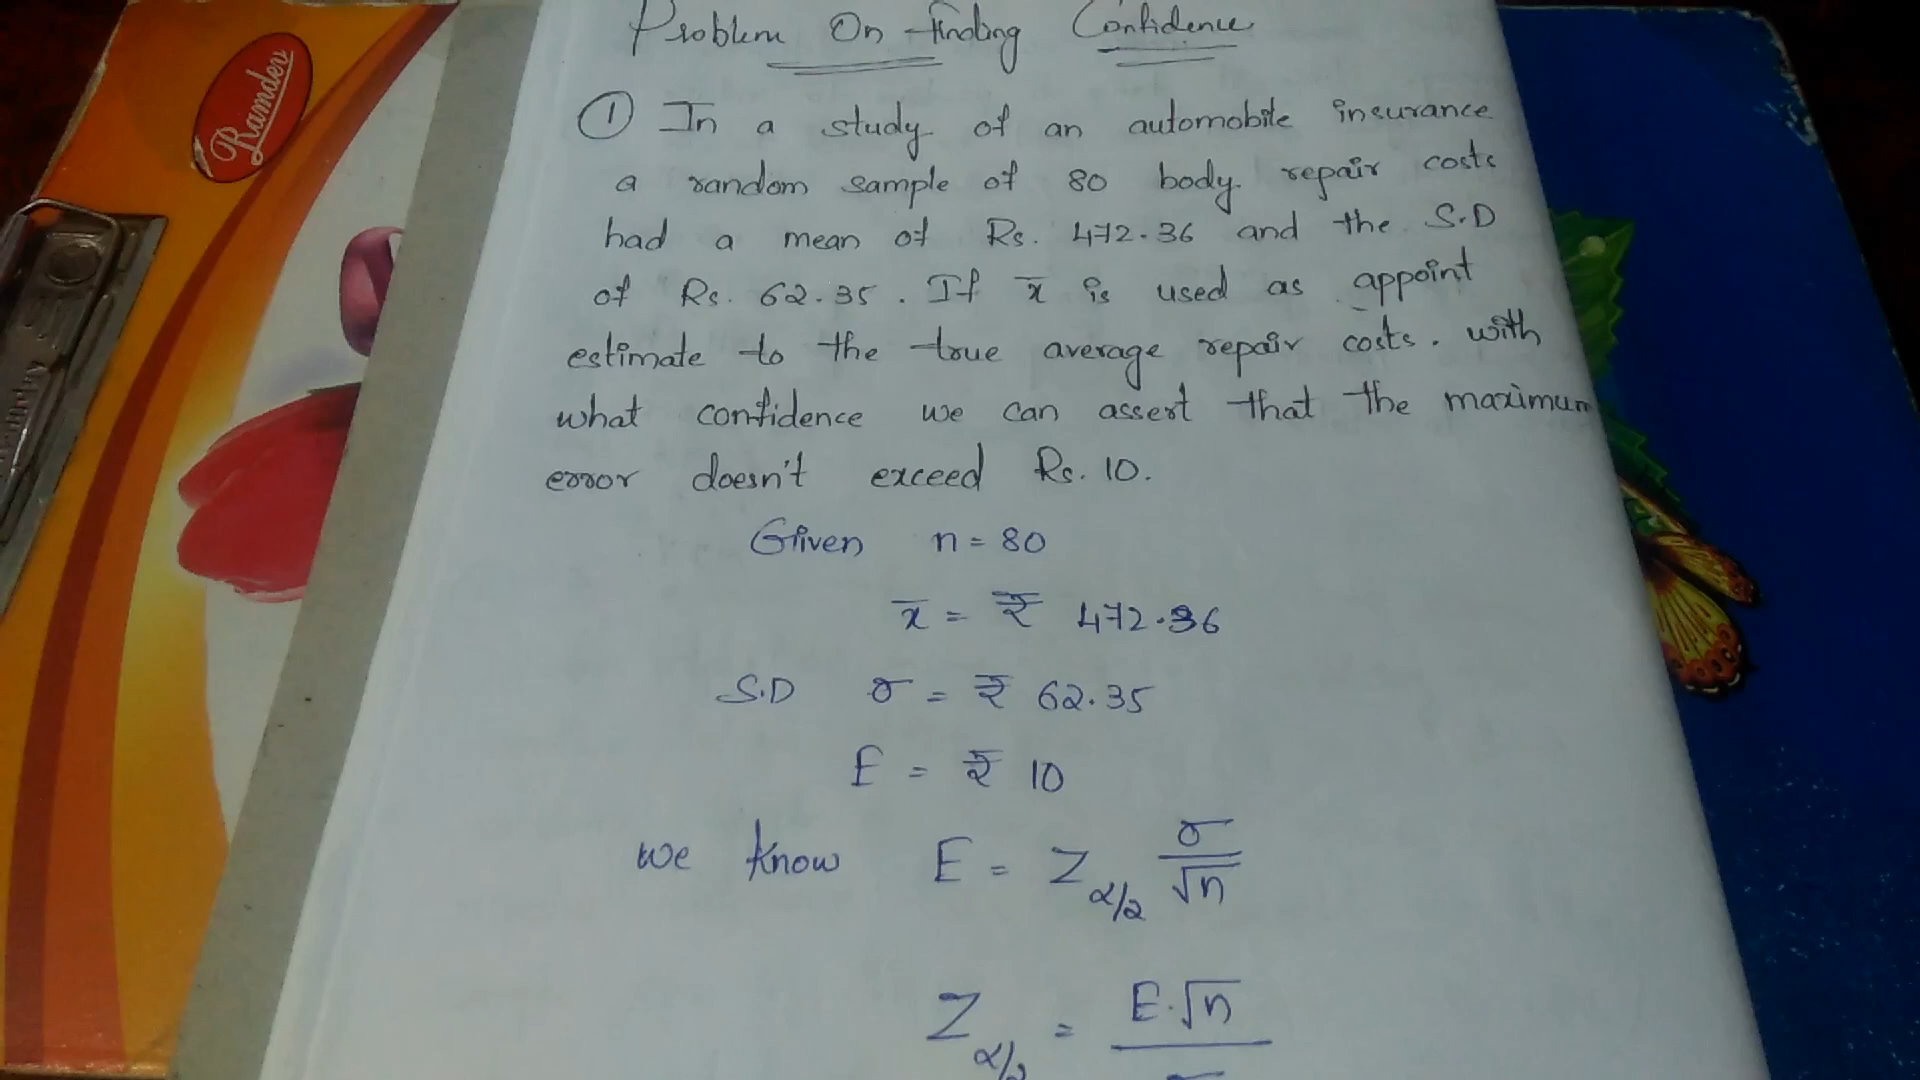 Ramdev
Problem On finding Confidence
① In a study of an automobile insurance
a random sample of 80 body repair costs
had a mean of Rs. 472.36 and the S.D
of Rs. 62.35. If x̄ is used as appoint
estimate to the true average repair costs. with
what confidence we can assert that the maximum
error doesn't exceed Rs. 10.
Given n = 80
x̄ = ₹ 472.36
S.D σ = ₹ 62.35
E = ₹ 10
we know E = Z α/2 σ/√n
Z α/2 = E.√n